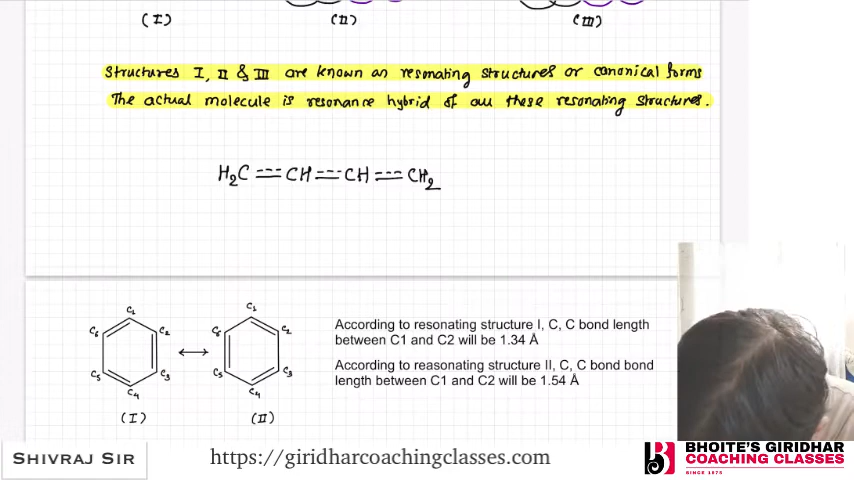 (I) (II) (III)
Structures I, II & III are known as resonating structures or canonical forms
The actual molecule is resonance hybrid of all these resonating structures.
H2C CH CH CH2
C1 C1
C6 C2 C6 C2
C5 C3 C5 C3
C4 C4
(I) (II)
According to resonating structure I, C, C bond length
between C1 and C2 will be 1.34 Å
According to reasonating structure II, C, C bond bond
length between C1 and C2 will be 1.54 Å
SHIVRAJ SIR
https://giridharcoachingclasses.com
BHOITE'S GIRIDHAR
COACHING CLASSES
SINCE 1975